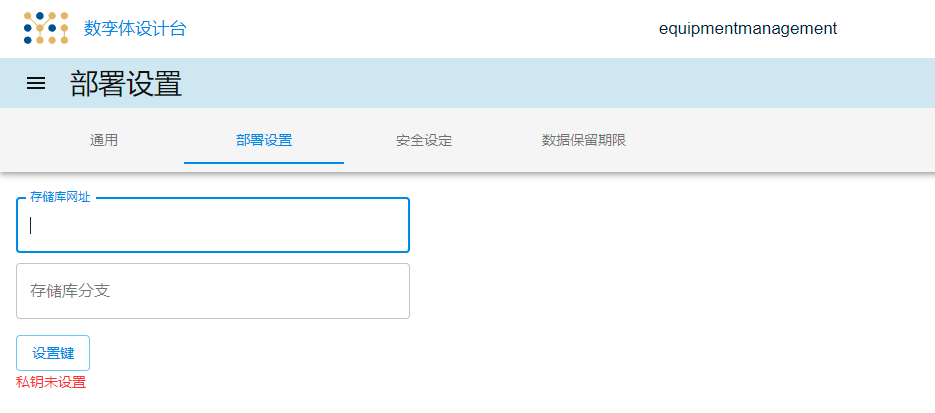 数孪体设计台
equipmentmanagement
部署设置
通用
部署设置
安全设定
数据保留期限
存储库网址
存储库分支
设置键
私钥未设置